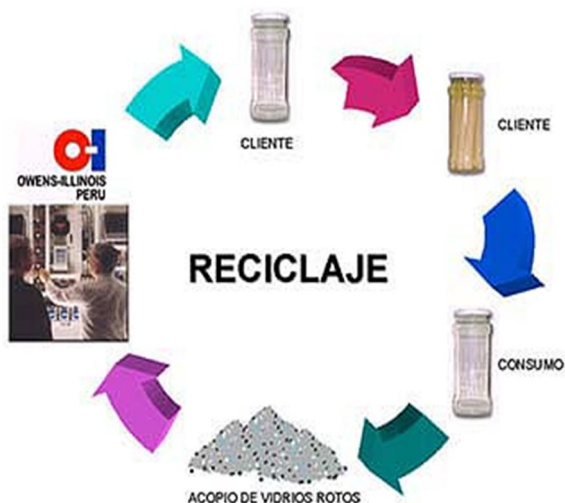 CLIENTE
CLIENTE
O-I
OWENS-ILLINOIS
PERU
RECICLAJE
CONSUMO
ACOPIO DE VIDRIOS ROTOS